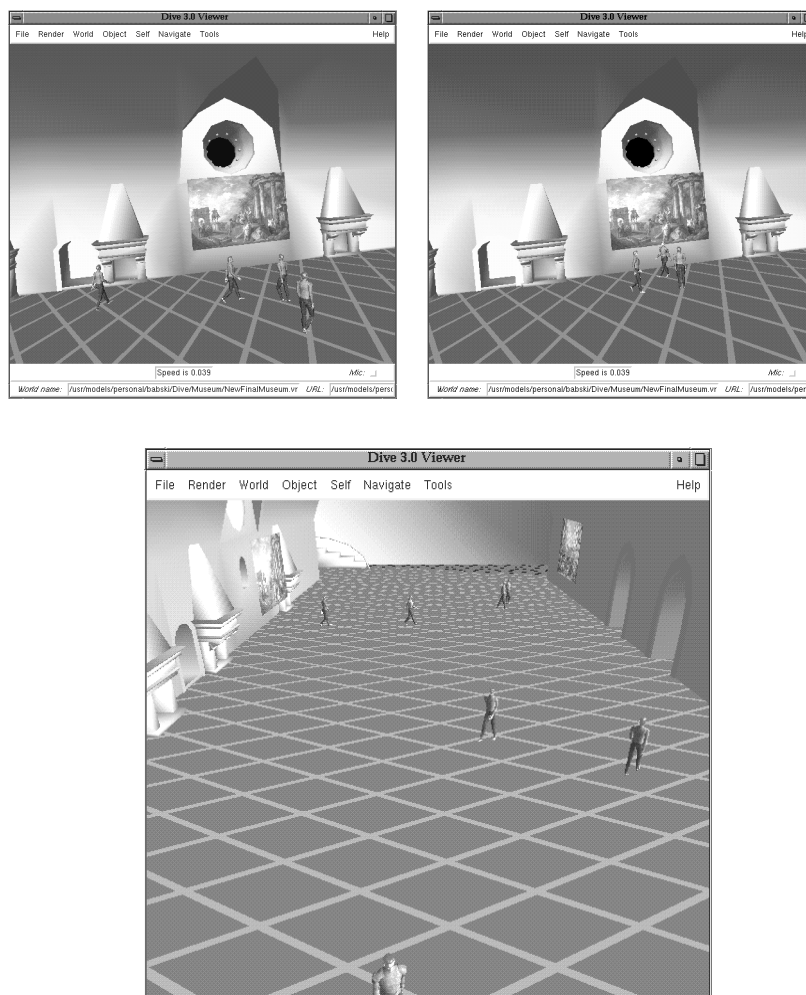 Dive 3.0 Viewer
File Render World Object Self Navigate Tools Help
Speed is 0.039 Mic:
World name: /usr/models/personal/babski/Dive/Museum/NewFinalMuseum.vr URL: /usr/models/perso
Dive 3.0 Viewer
File Render World Object Self Navigate Tools Help
Speed is 0.039 Mic:
World name: /usr/models/personal/babski/Dive/Museum/NewFinalMuseum.vr URL: /usr/models/per
Dive 3.0 Viewer
File Render World Object Self Navigate Tools Help